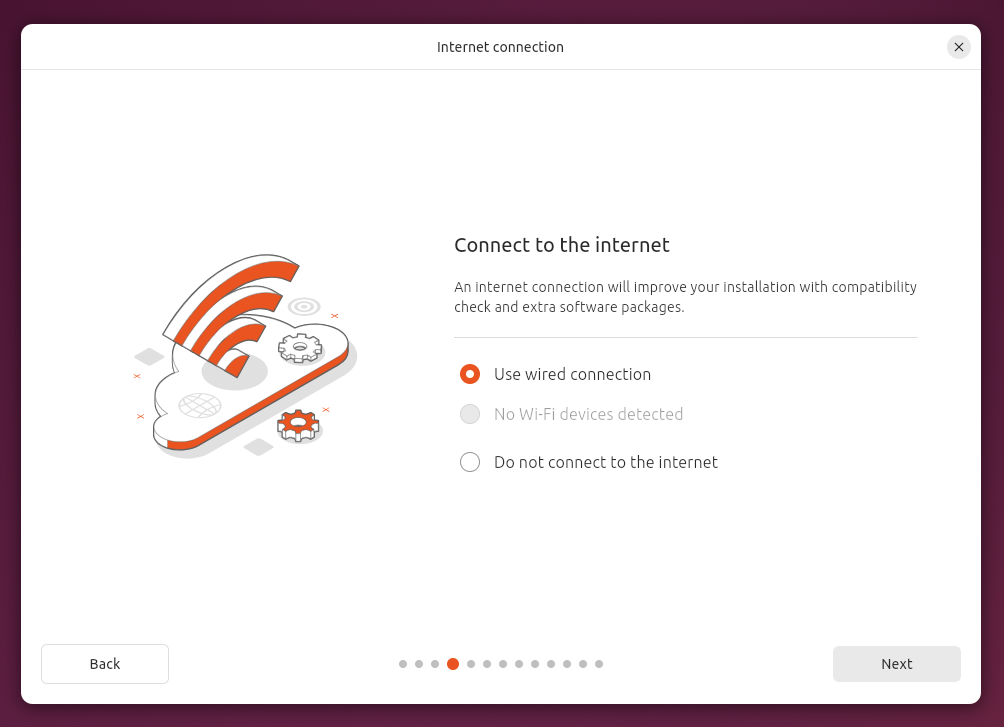 Internet connection
Connect to the internet
An internet connection will improve your installation with compatibility
check and extra software packages.
Use wired connection
No Wi-Fi devices detected
Do not connect to the internet
Back
Next